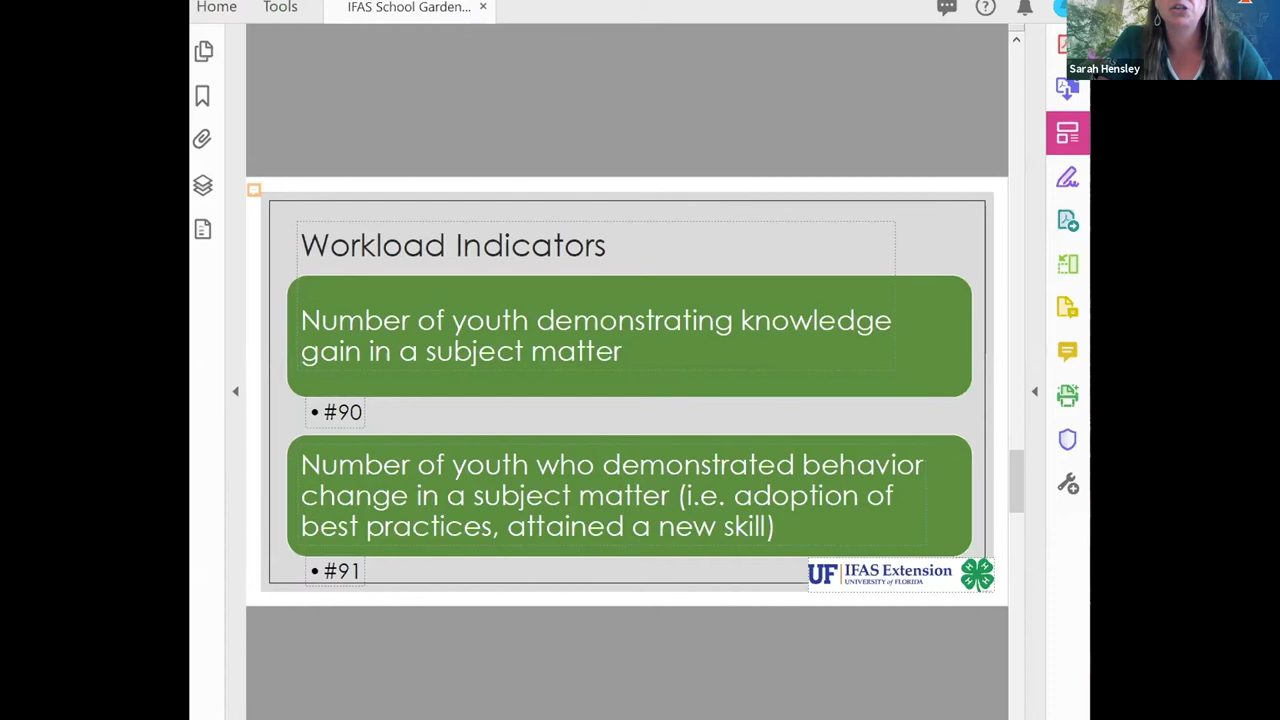 Home
Tools
IFAS School Garden... ×
Sarah Hensley
Workload Indicators
Number of youth demonstrating knowledge
gain in a subject matter
• #90
Number of youth who demonstrated behavior
change in a subject matter (i.e. adoption of
best practices, attained a new skill)
• #91
UF IFAS Extension
UNIVERSITY of FLORIDA